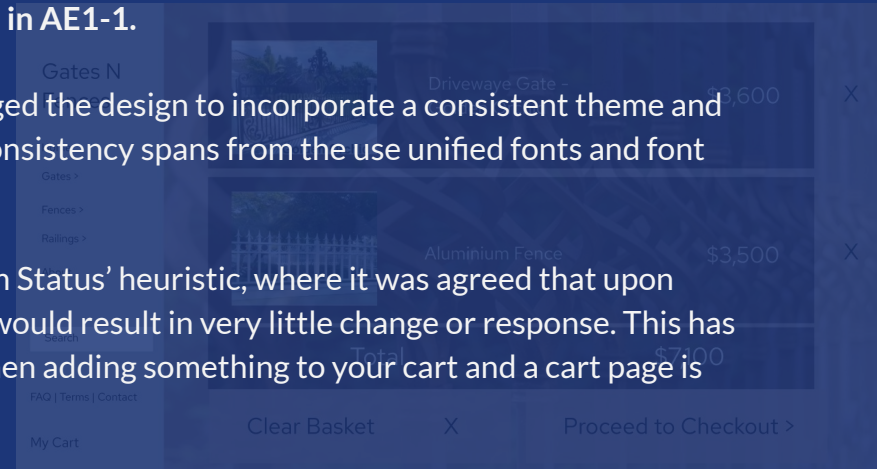 in AE1-1.
Gates N
Drivewaye Gate -
$3,600
X
ged the design to incorporate a consistent theme and
onsistency spans from the use unified fonts and font
Gates >
Fences >
Railings >
Aluminium Fence
$3,500
X
n Status’ heuristic, where it was agreed that upon
would result in very little change or response. This has
Search
Total
$7100
en adding something to your cart and a cart page is
FAQ | Terms | Contact
My Cart
Clear Basket
X
Proceed to Checkout >